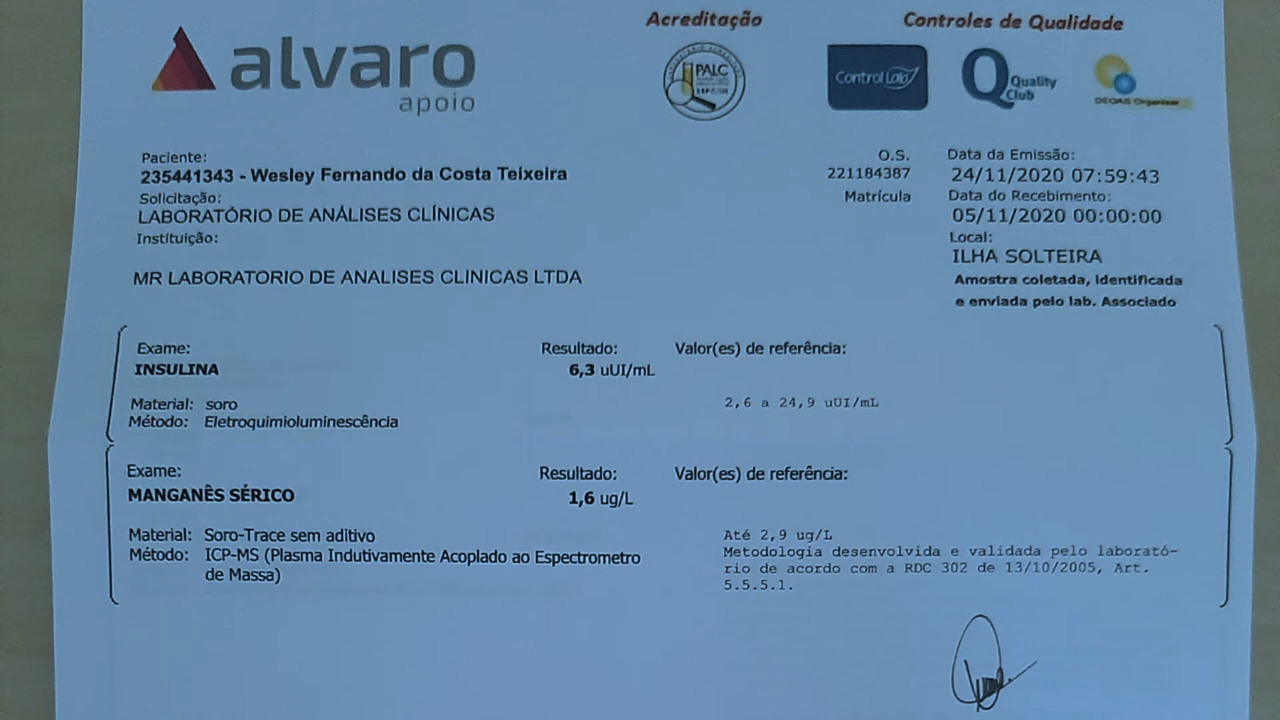 Acreditação
Controles de Qualidade
alvaro
apoio
PALC
ControlLab
Quality
Club
Paciente:
235441343 - Wesley Fernando da Costa Teixeira
Solicitação:
LABORATÓRIO DE ANÁLISES CLÍNICAS
Instituição:
MR LABORATORIO DE ANALISES CLINICAS LTDA
O.S.
221184387
Matrícula
Data da Emissão:
24/11/2020 07:59:43
Data do Recebimento:
05/11/2020 00:00:00
Local:
ILHA SOLTEIRA
Amostra coletada, identificada
e enviada pelo lab. Associado
Exame: Resultado: Valor(es) de referência:
INSULINA 6,3 uUI/mL
Material: soro 2,6 a 24,9 uUI/mL
Método: Eletroquimioluminescência
Exame: Resultado: Valor(es) de referência:
MANGANÊS SÉRICO 1,6 ug/L
Material: Soro-Trace sem aditivo
Método: ICP-MS (Plasma Indutivamente Acoplado ao Espectrometro
de Massa)
Até 2,9 ug/L
Metodologia desenvolvida e validada pelo laborató-
rio de acordo com a RDC 302 de 13/10/2005, Art.
5.5.5.1.